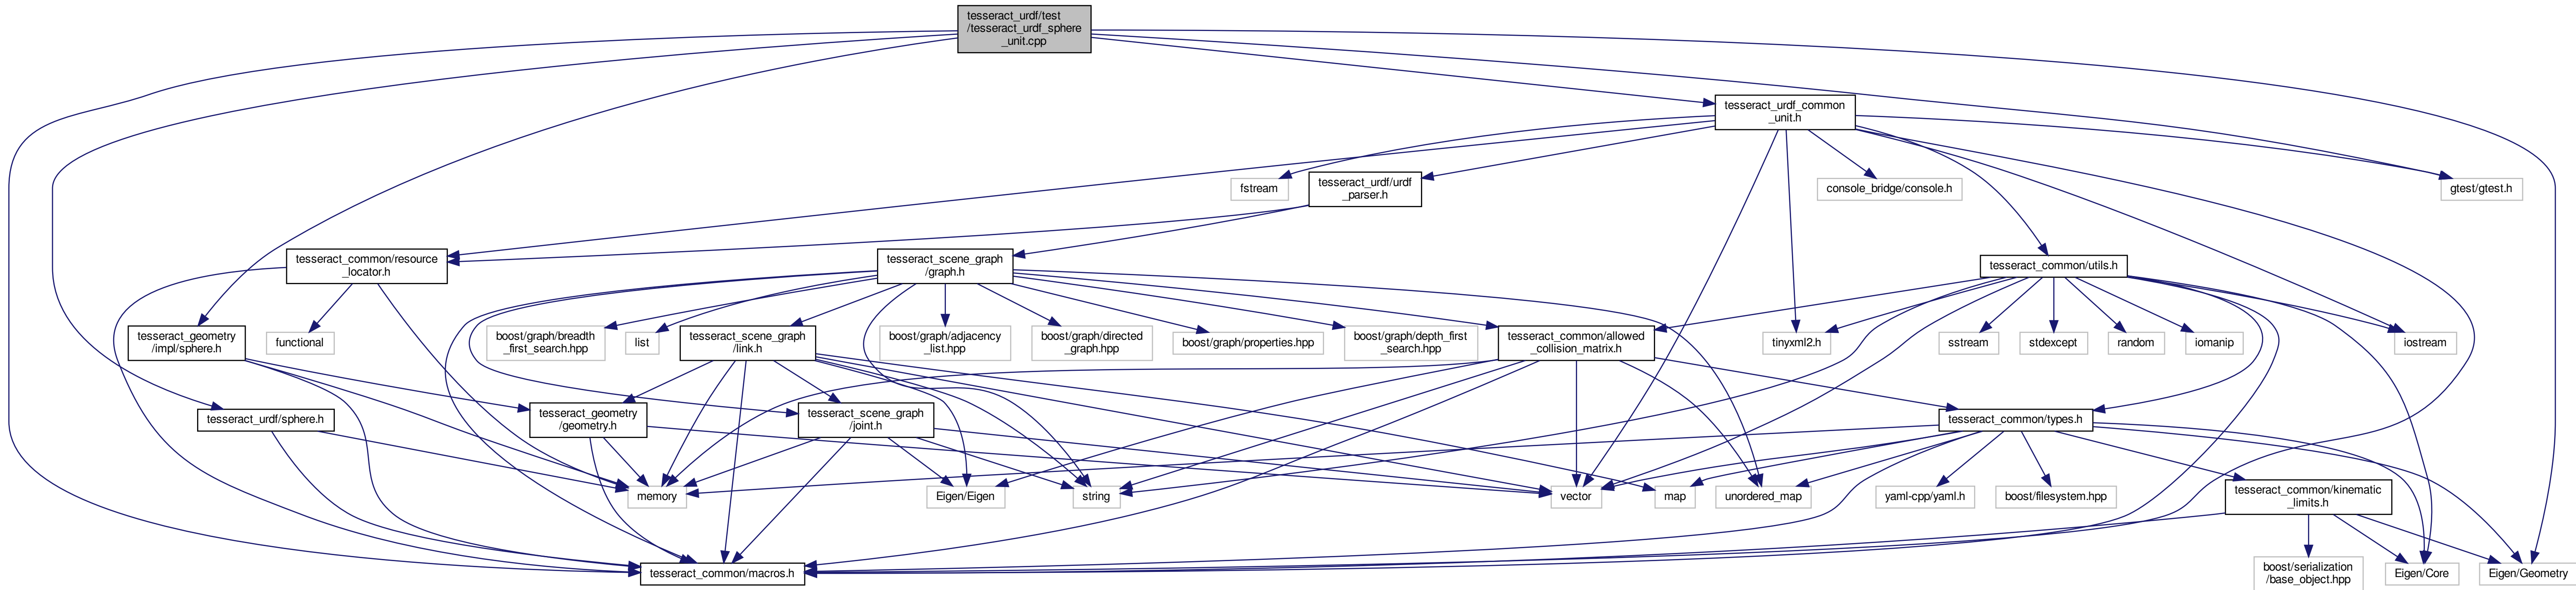 tesseract_urdf/test
/tesseract_urdf_sphere
_unit.cpp
tesseract_urdf_common
_unit.h
fstream
tesseract_urdf/urdf
_parser.h
console_bridge/console.h
gtest/gtest.h
tesseract_common/resource
_locator.h
tesseract_scene_graph
/graph.h
tesseract_common/utils.h
tesseract_geometry
/impl/sphere.h
functional
boost/graph/breadth
_first_search.hpp
list
tesseract_scene_graph
/link.h
boost/graph/adjacency
_list.hpp
boost/graph/directed
_graph.hpp
boost/graph/properties.hpp
boost/graph/depth_first
_search.hpp
tesseract_common/allowed
_collision_matrix.h
tinyxml2.h
sstream
stdexcept
random
iomanip
iostream
tesseract_urdf/sphere.h
tesseract_geometry
/geometry.h
tesseract_scene_graph
/joint.h
tesseract_common/types.h
memory
Eigen/Eigen
string
vector
map
unordered_map
yaml-cpp/yaml.h
boost/filesystem.hpp
tesseract_common/kinematic
_limits.h
tesseract_common/macros.h
boost/serialization
/base_object.hpp
Eigen/Core
Eigen/Geometry